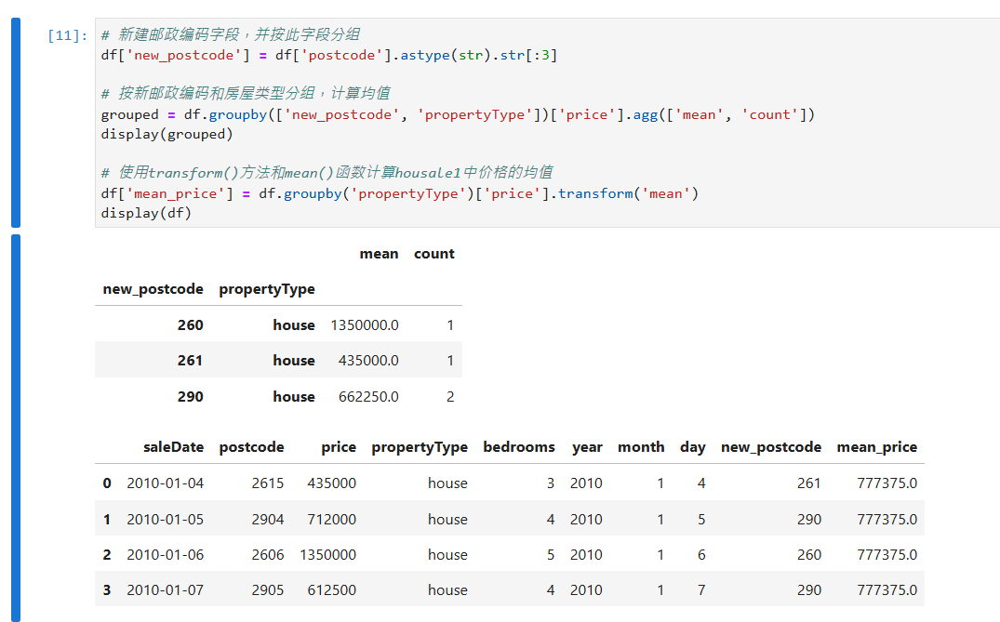 [11]: # 新建邮政编码字段，并按此字段分组
df['new_postcode'] = df['postcode'].astype(str).str[:3]
# 按新邮政编码和房屋类型分组，计算均值
grouped = df.groupby(['new_postcode', 'propertyType'])['price'].agg(['mean', 'count'])
display(grouped)
# 使用transform()方法和mean()函数计算housale1中价格的均值
df['mean_price'] = df.groupby('propertyType')['price'].transform('mean')
display(df)
mean count
new_postcode propertyType
260 house 1350000.0 1
261 house 435000.0 1
290 house 662250.0 2
saleDate postcode price propertyType bedrooms year month day new_postcode mean_price
0 2010-01-04 2615 435000 house 3 2010 1 4 261 777375.0
1 2010-01-05 2904 712000 house 4 2010 1 5 290 777375.0
2 2010-01-06 2606 1350000 house 5 2010 1 6 260 777375.0
3 2010-01-07 2905 612500 house 4 2010 1 7 290 777375.0